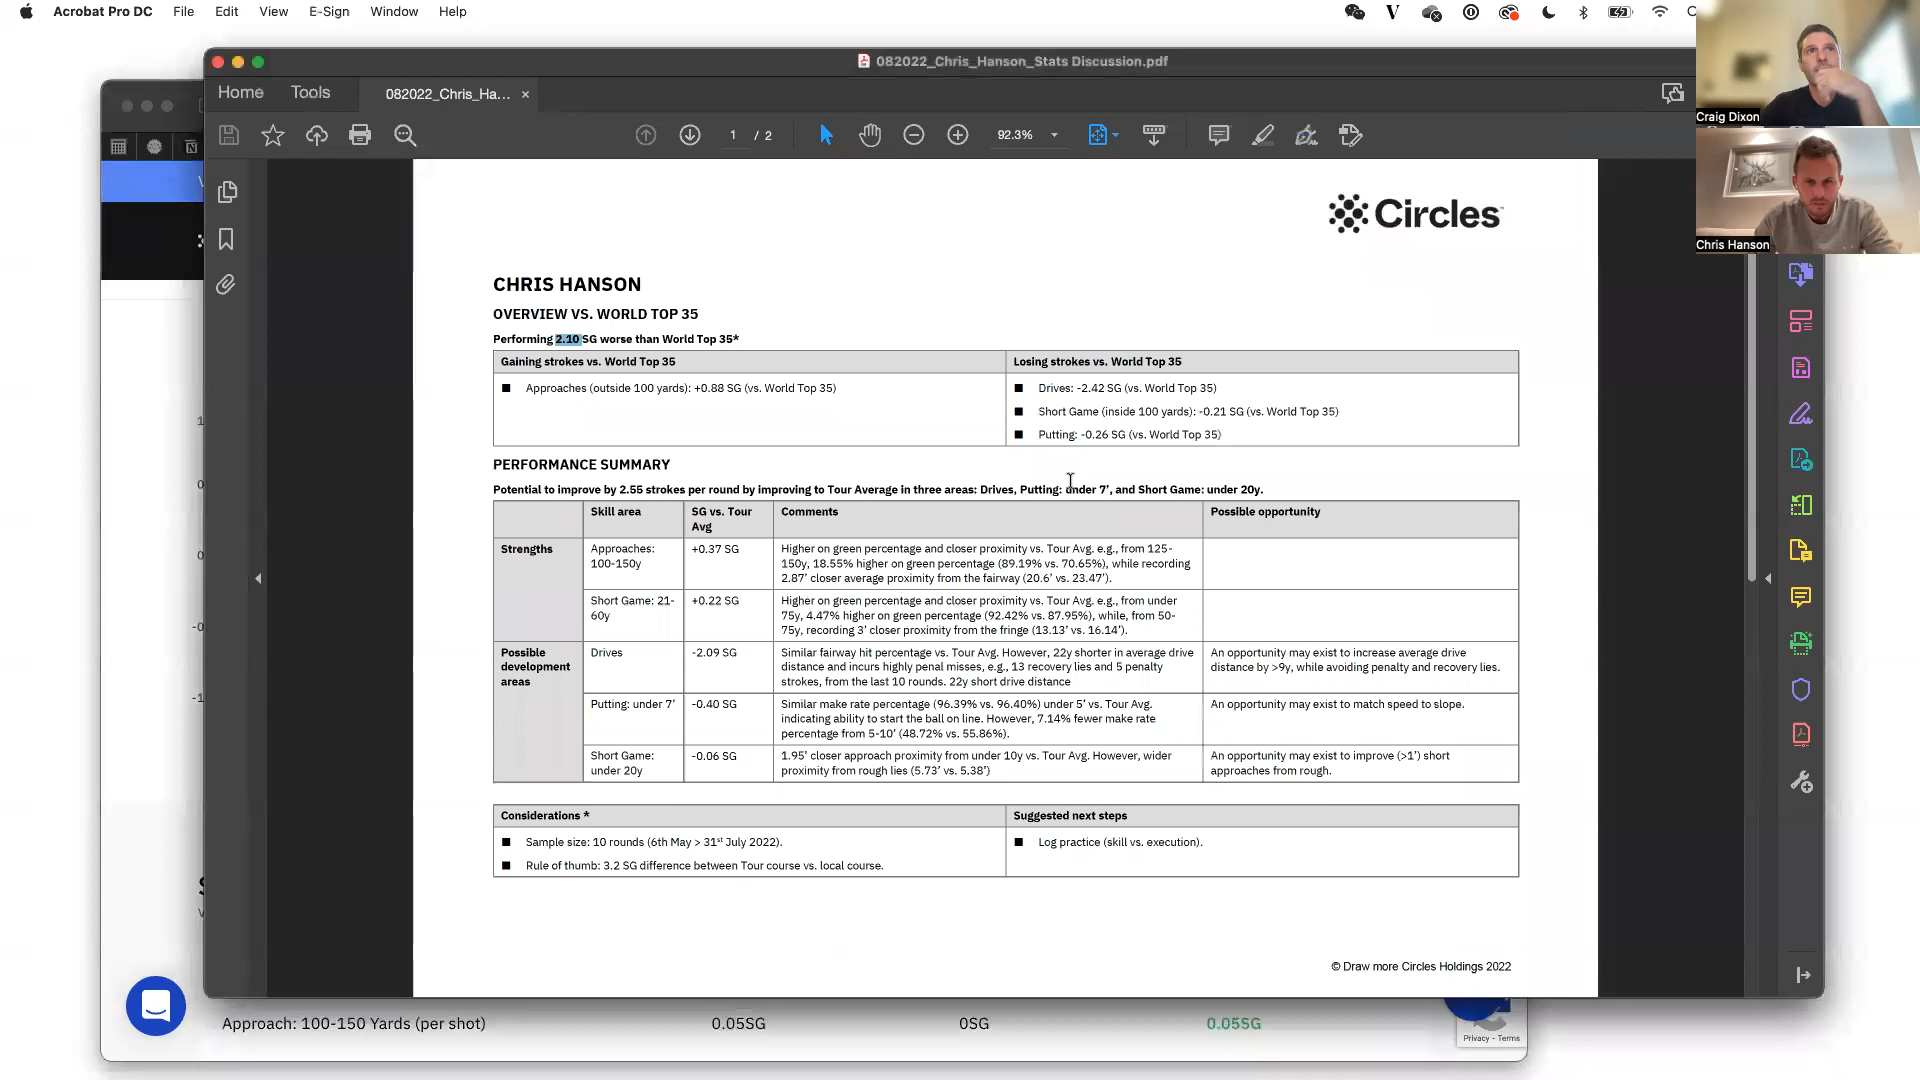 Acrobat Pro DC File Edit View E-Sign Window Help
082022_Chris_Hanson_Stats Discussion.pdf
Home Tools 082022_Chris_Ha... ×
1 / 2 92.3%
Craig Dixon
Chris Hanson
Circles™
CHRIS HANSON
OVERVIEW VS. WORLD TOP 35
Performing 2.10 SG worse than World Top 35*
Gaining strokes vs. World Top 35
Losing strokes vs. World Top 35
■ Approaches (outside 100 yards): +0.88 SG (vs. World Top 35)
■ Drives: -2.42 SG (vs. World Top 35)
■ Short Game (inside 100 yards): -0.21 SG (vs. World Top 35)
■ Putting: -0.26 SG (vs. World Top 35)
PERFORMANCE SUMMARY
Potential to improve by 2.55 strokes per round by improving to Tour Average in three areas: Drives, Putting: under 7’, and Short Game: under 20y.
Skill area
SG vs. Tour
Avg
Comments
Possible opportunity
Strengths
Approaches:
100-150y
+0.37 SG
Higher on green percentage and closer proximity vs. Tour Avg. e.g., from 125-
150y, 18.55% higher on green percentage (89.19% vs. 70.65%), while recording
2.87’ closer average proximity from the fairway (20.6’ vs. 23.47’).
Short Game: 21-
60y
+0.22 SG
Higher on green percentage and closer proximity vs. Tour Avg. e.g., from under
75y, 4.47% higher on green percentage (92.42% vs. 87.95%), while, from 50-
75y, recording 3’ closer proximity from the fringe (13.13’ vs. 16.14’).
Possible
development
areas
Drives
-2.09 SG
Similar fairway hit percentage vs. Tour Avg. However, 22y shorter in average drive
distance and incurs highly penal misses, e.g., 13 recovery lies and 5 penalty
strokes, from the last 10 rounds. 22y short drive distance
An opportunity may exist to increase average drive
distance by >9y, while avoiding penalty and recovery lies.
Putting: under 7’
-0.40 SG
Similar make rate percentage (96.39% vs. 96.40%) under 5’ vs. Tour Avg.
indicating ability to start the ball on line. However, 7.14% fewer make rate
percentage from 5-10’ (48.72% vs. 55.86%).
An opportunity may exist to match speed to slope.
Short Game:
under 20y
-0.06 SG
1.95’ closer approach proximity from under 10y vs. Tour Avg. However, wider
proximity from rough lies (5.73’ vs. 5.38’)
An opportunity may exist to improve (>1’) short
approaches from rough.
Considerations *
Suggested next steps
■ Sample size: 10 rounds (6th May > 31st July 2022).
■ Rule of thumb: 3.2 SG difference between Tour course vs. local course.
■ Log practice (skill vs. execution).
© Draw more Circles Holdings 2022
Approach: 100-150 Yards (per shot) 0.05SG 0SG 0.05SG
Privacy - Terms